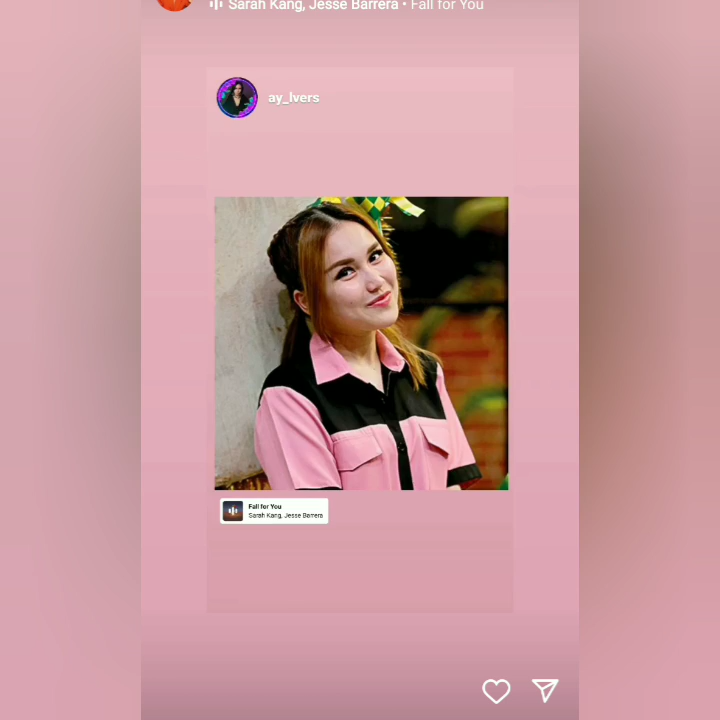 Sarah Kang, Jesse Barrera • Fall for You
ay_lvers
Fall for You
Sarah Kang, Jesse Barrera